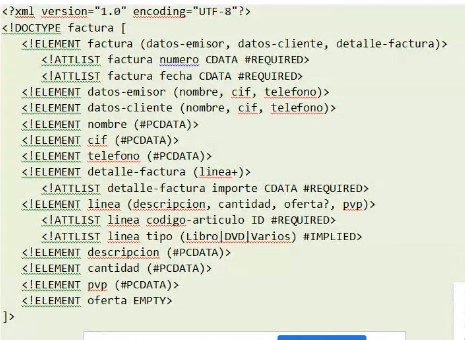 <?xml version="1.0" encoding="UTF-8"?>
<!DOCTYPE factura [
<!ELEMENT factura (datos-emisor, datos-cliente, detalle-factura)>
<!ATTLIST factura numero CDATA #REQUIRED>
<!ATTLIST factura fecha CDATA #REQUIRED>
<!ELEMENT datos-emisor (nombre, cif, telefono)>
<!ELEMENT datos-cliente (nombre, cif, telefono)>
<!ELEMENT nombre (#PCDATA)>
<!ELEMENT cif (#PCDATA)>
<!ELEMENT telefono (#PCDATA)>
<!ELEMENT detalle-factura (linea+)>
<!ATTLIST detalle-factura importe CDATA #REQUIRED>
<!ELEMENT linea (descripcion, cantidad, oferta?, pvp)>
<!ATTLIST linea codigo-articulo ID #REQUIRED>
<!ATTLIST linea tipo (Libro|DVD|Varios) #IMPLIED>
<!ELEMENT descripcion (#PCDATA)>
<!ELEMENT cantidad (#PCDATA)>
<!ELEMENT pvp (#PCDATA)>
<!ELEMENT oferta EMPTY>
]>